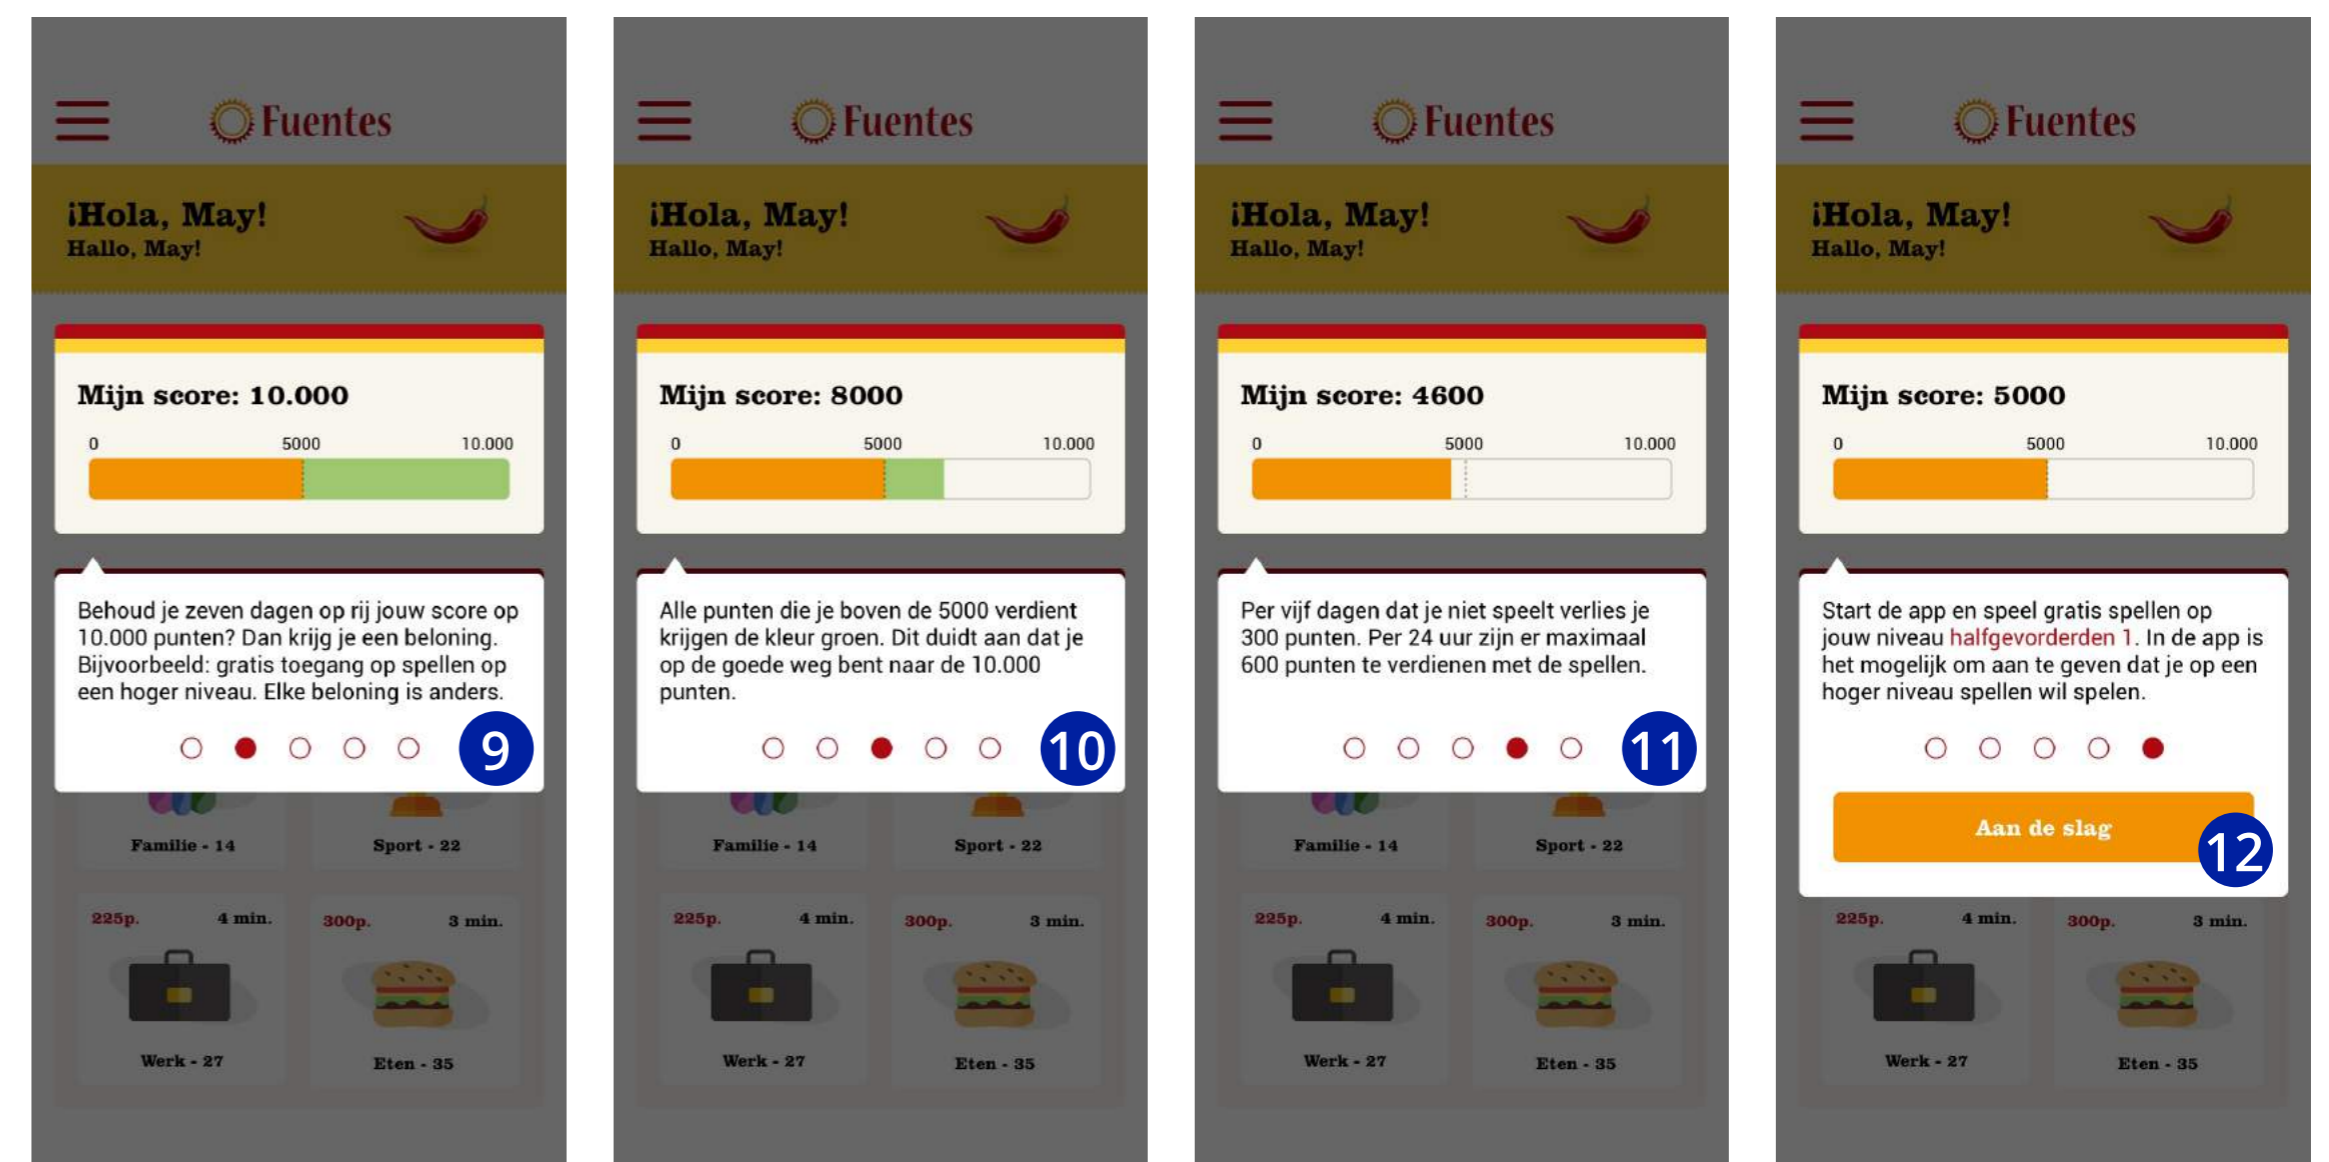 Fuentes
¡Hola, May!
Hallo, May!
Mijn score: 10.000
0 5000 10.000
Behoud je zeven dagen op rij jouw score op
10.000 punten? Dan krijg je een beloning.
Bijvoorbeeld: gratis toegang op spellen op
een hoger niveau. Elke beloning is anders.
9
Familie - 14 Sport - 22
225p. 4 min. 300p. 3 min.
Werk - 27 Eten - 35
Fuentes
¡Hola, May!
Hallo, May!
Mijn score: 8000
0 5000 10.000
Alle punten die je boven de 5000 verdient
krijgen de kleur groen. Dit duidt aan dat je
op de goede weg bent naar de 10.000
punten.
10
Familie - 14 Sport - 22
225p. 4 min. 300p. 3 min.
Werk - 27 Eten - 35
Fuentes
¡Hola, May!
Hallo, May!
Mijn score: 4600
0 5000 10.000
Per vijf dagen dat je niet speelt verlies je
300 punten. Per 24 uur zijn er maximaal
600 punten te verdienen met de spellen.
11
Familie - 14 Sport - 22
225p. 4 min. 300p. 3 min.
Werk - 27 Eten - 35
Fuentes
¡Hola, May!
Hallo, May!
Mijn score: 5000
0 5000 10.000
Start de app en speel gratis spellen op
jouw niveau halfgevorderden 1. In de app is
het mogelijk om aan te geven dat je op een
hoger niveau spellen wil spelen.
Aan de slag
12
225p. 4 min. 300p. 3 min.
Werk - 27 Eten - 35